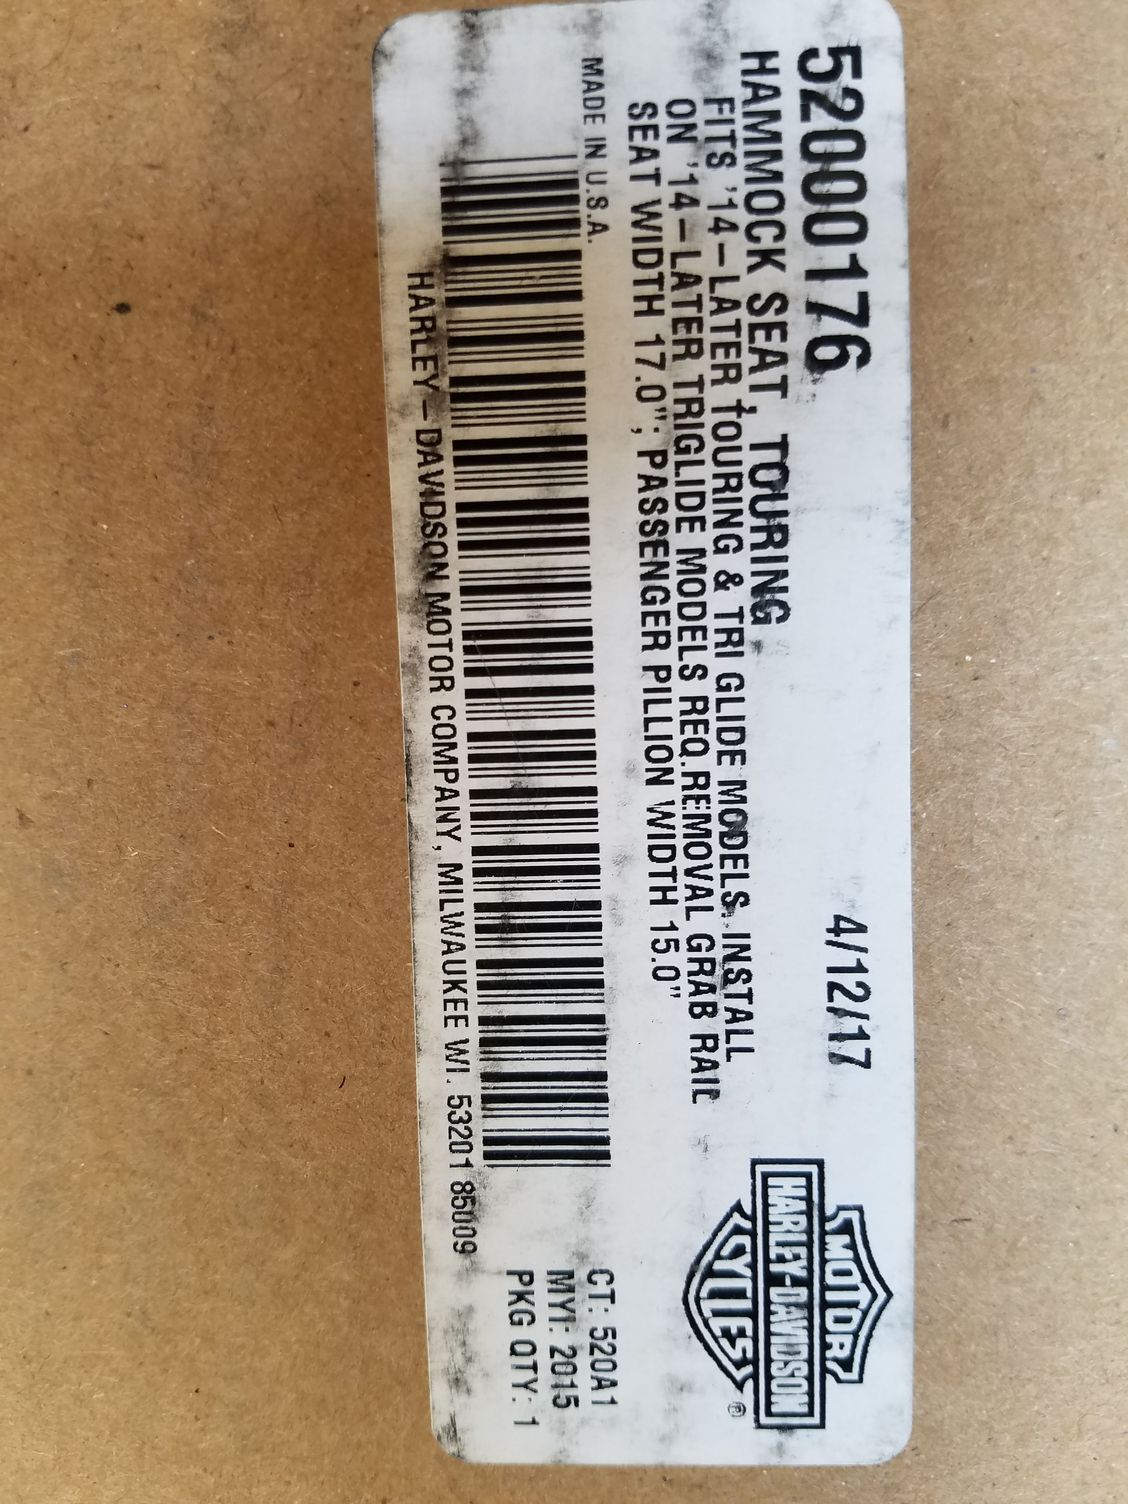 52000176
4/12/17
HAMMOCK SEAT, TOURING
FITS '14-LATER TOURING & TRI GLIDE MODELS. INSTALL
ON '14-LATER TRIGLIDE MODELS REQ.REMOVAL GRAB RAIL
SEAT WIDTH 17.0"; PASSENGER PILLION WIDTH 15.0"
MADE IN U.S.A.
HARLEY-DAVIDSON MOTOR COMPANY, MILWAUKEE WI. 53201 85009
MOTOR
HARLEY-DAVIDSON
CYCLES
®
CT: 520A1
MYI: 2015
PKG QTY: 1